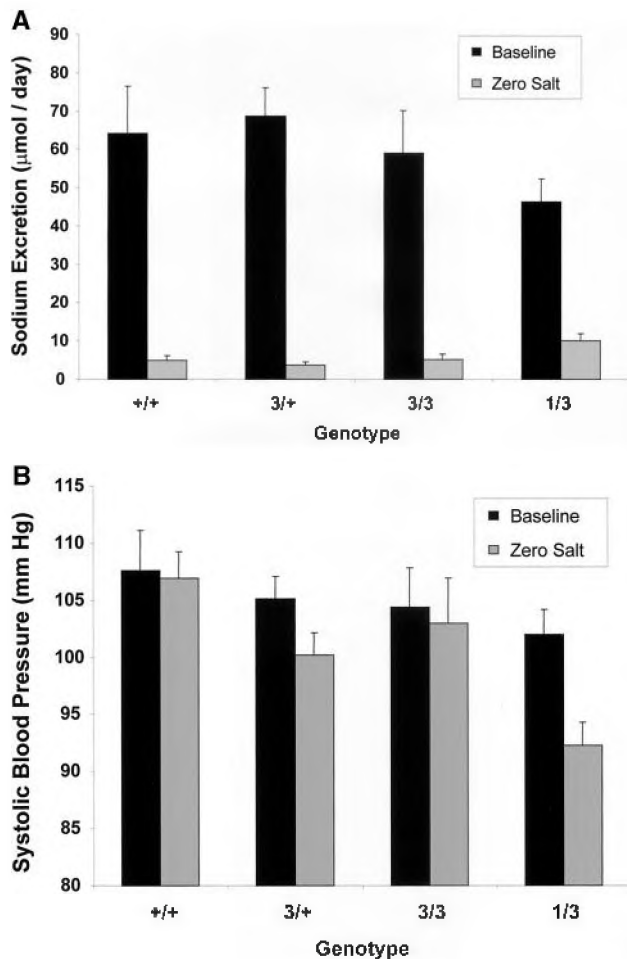 A
Sodium Excretion (μmol / day)
90
80
70
60
50
40
30
20
10
0
Baseline
Zero Salt
+/+ 3/+ 3/3 1/3
Genotype
B
Systolic Blood Pressure (mm Hg)
115
110
105
100
95
90
85
80
Baseline
Zero Salt
+/+ 3/+ 3/3 1/3
Genotype